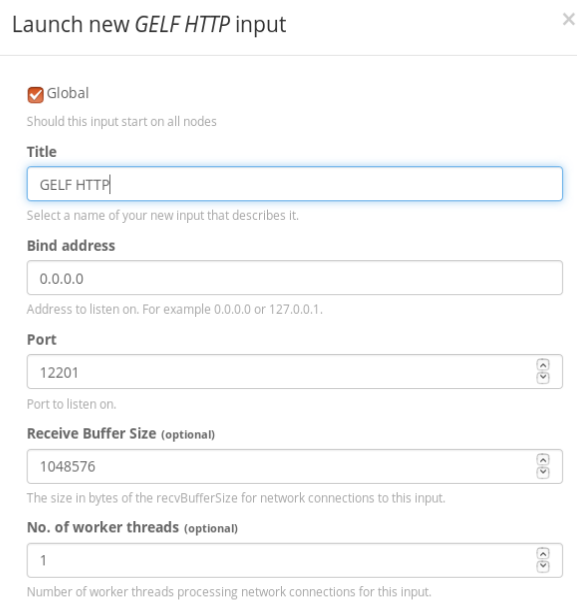 Launch new GELF HTTP input
×
Global
Should this input start on all nodes
Title
GELF HTTP
Select a name of your new input that describes it.
Bind address
0.0.0.0
Address to listen on. For example 0.0.0.0 or 127.0.0.1.
Port
12201
Port to listen on.
Receive Buffer Size (optional)
1048576
The size in bytes of the recvBufferSize for network connections to this input.
No. of worker threads (optional)
1
Number of worker threads processing network connections for this input.